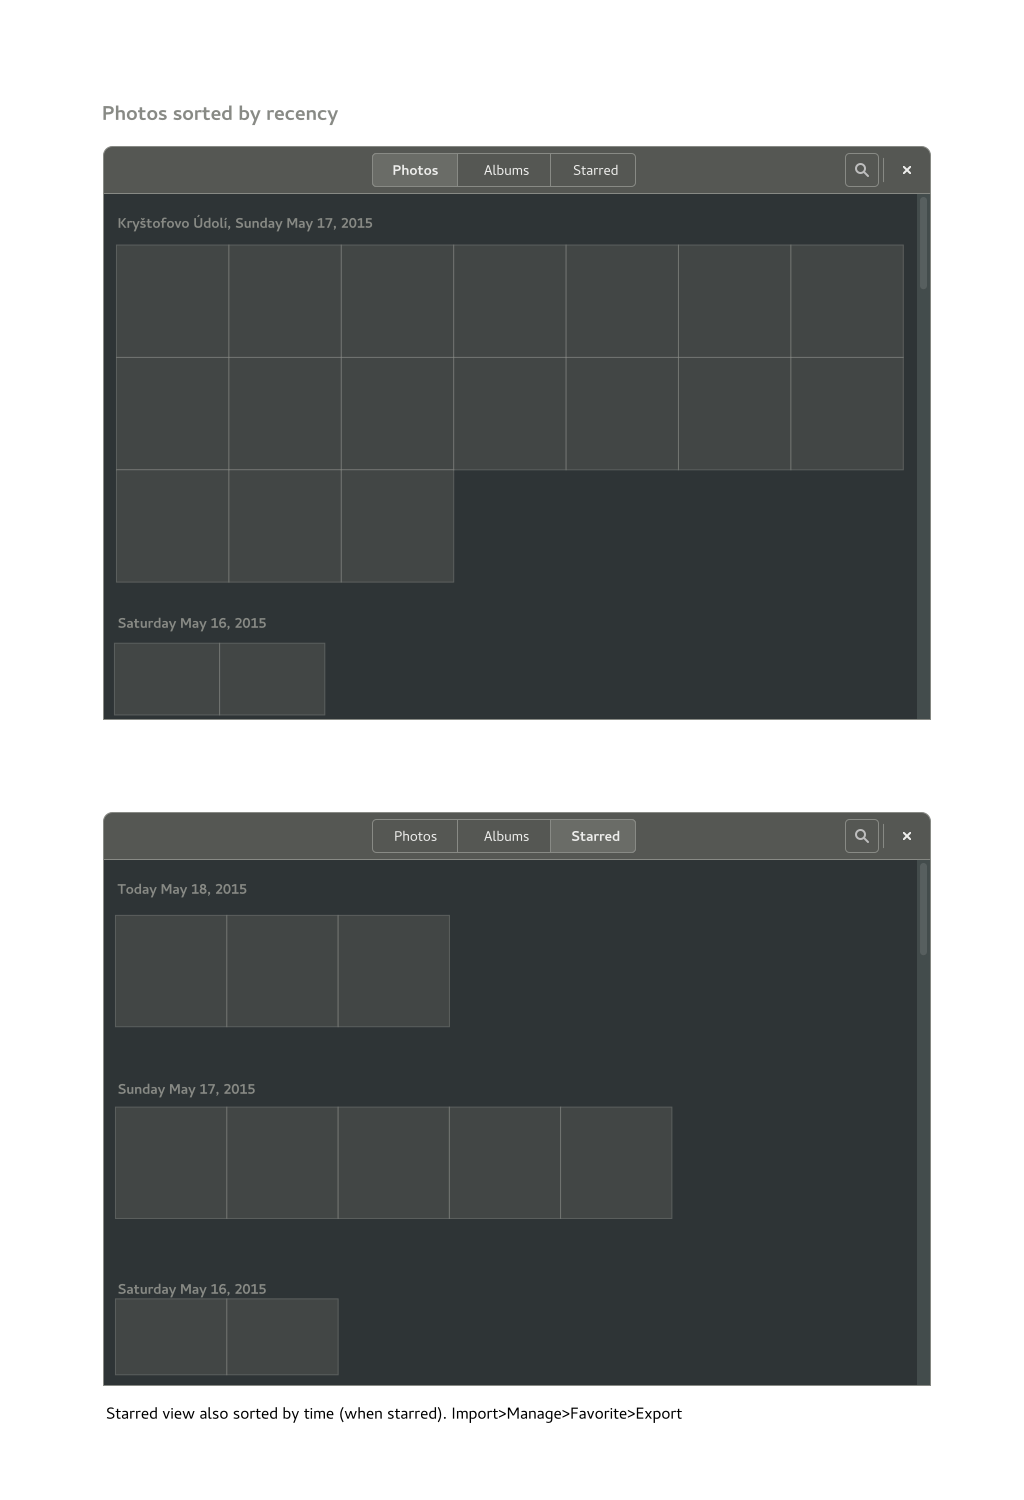 Photos sorted by recency
Photos Albums Starred
Kryštofovo Údolí, Sunday May 17, 2015
Saturday May 16, 2015
Photos Albums Starred
Today May 18, 2015
Sunday May 17, 2015
Saturday May 16, 2015
Starred view also sorted by time (when starred). Import>Manage>Favorite>Export